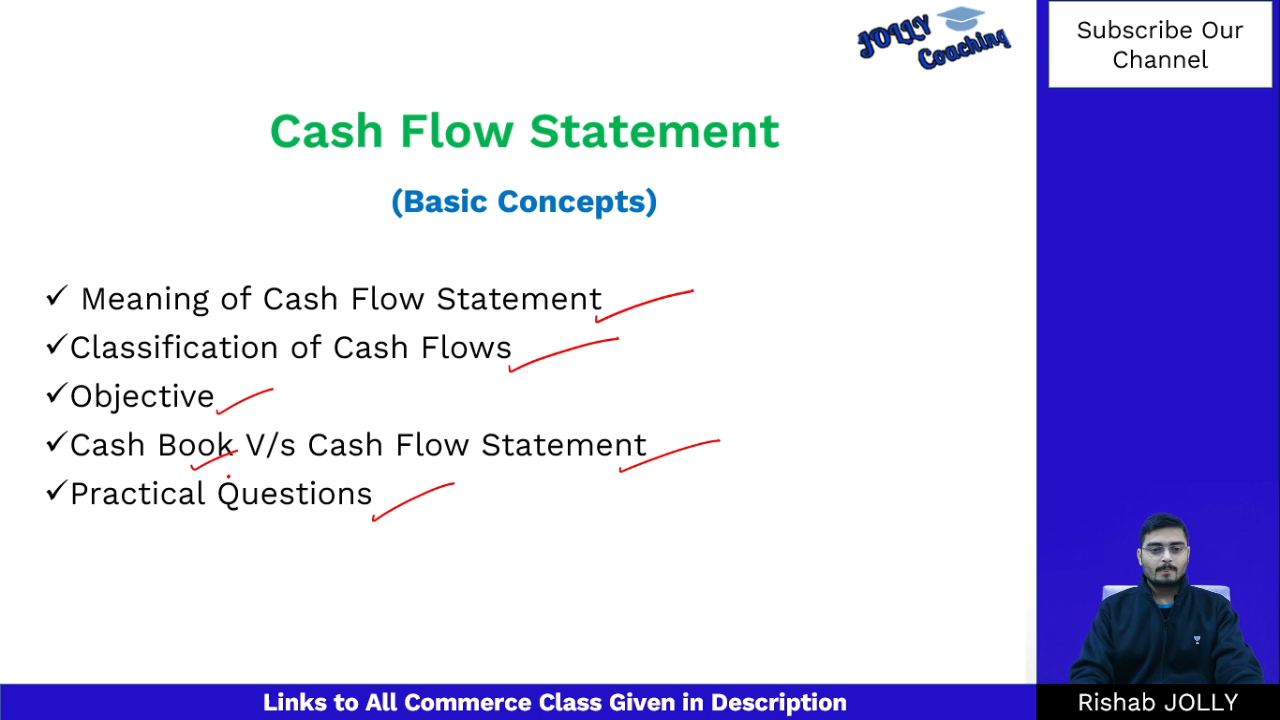 JOLLY
Coaching
Subscribe Our
Channel
Cash Flow Statement
(Basic Concepts)
✓ Meaning of Cash Flow Statement
✓Classification of Cash Flows
✓Objective
✓Cash Book V/s Cash Flow Statement
✓Practical Questions
Links to All Commerce Class Given in Description
Rishab JOLLY